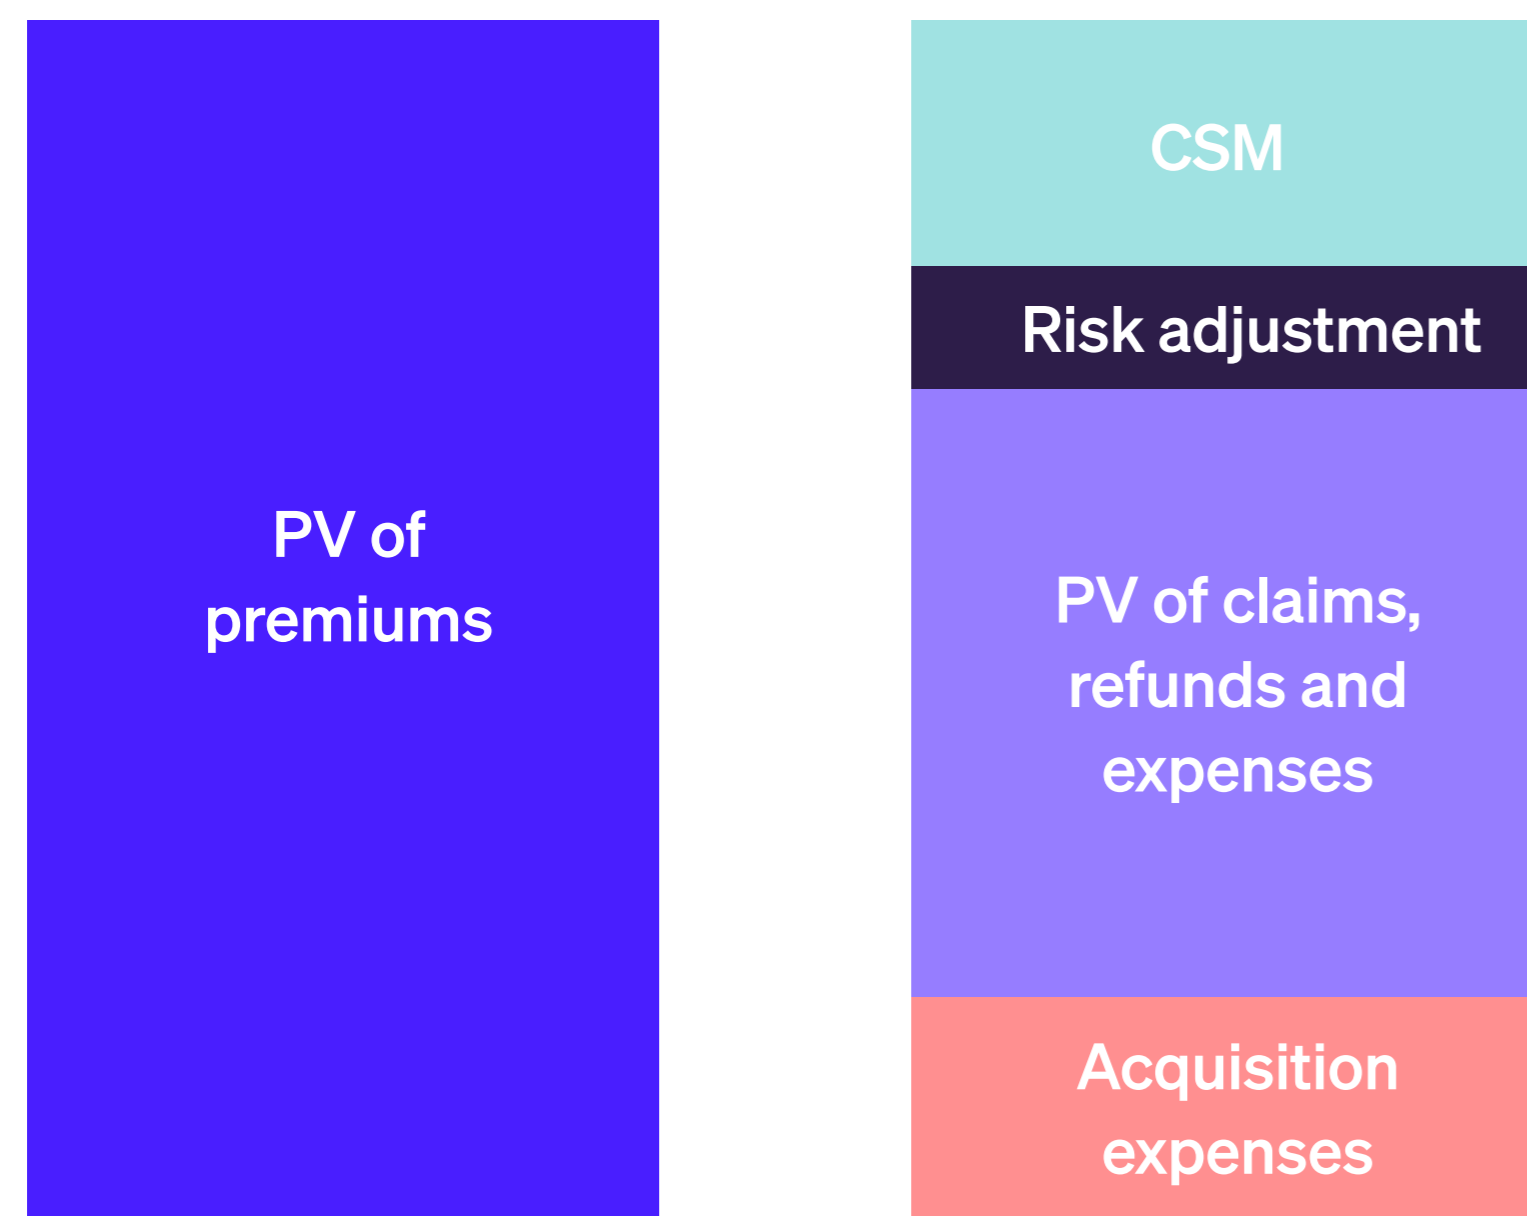 PV of
premiums
CSM
Risk adjustment
PV of claims,
refunds and
expenses
Acquisition
expenses